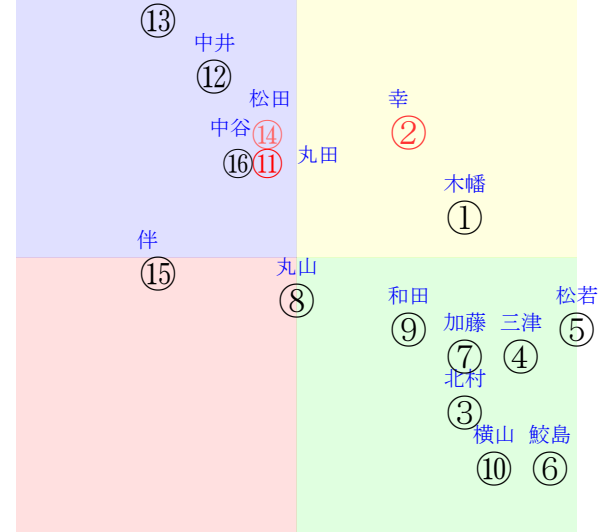 ⑬
中井
⑫
松田
幸
中谷
⑭
②
丸田
⑯
⑪
木幡
①
伴
⑮
丸山
⑧
和田
⑨
松若
⑤
加藤
⑦
三津
④
北村
③
横山
⑩
鮫島
⑥